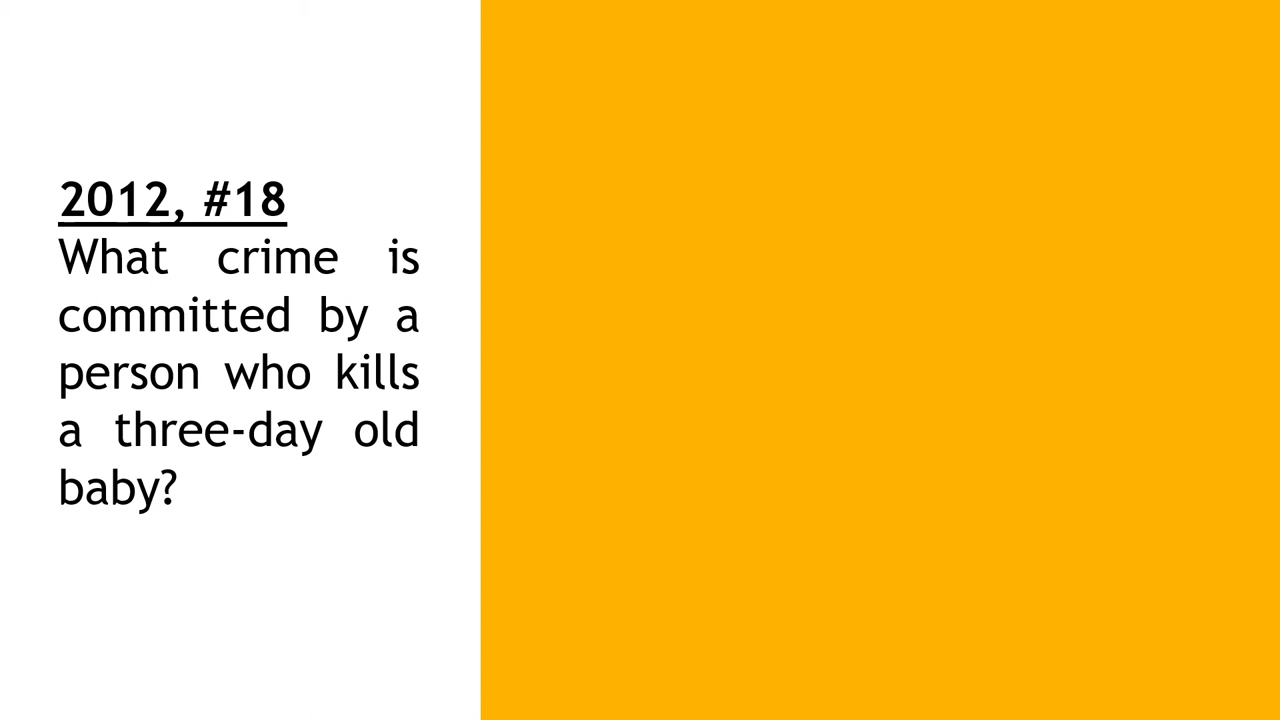 2012, #18
What crime is
committed by a
person who kills
a three-day old
baby?